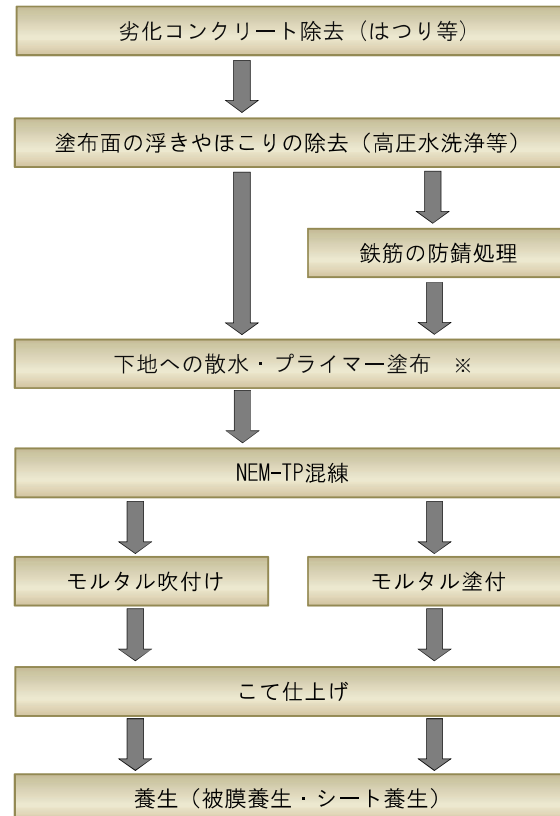 劣化コンクリート除去（はつり等）
塗布面の浮きやほこりの除去（高圧水洗浄等）
鉄筋の防錆処理
下地への散水・プライマー塗布　※
NEM-TP混練
モルタル吹付け
モルタル塗付
こて仕上げ
養生（被膜養生・シート養生）